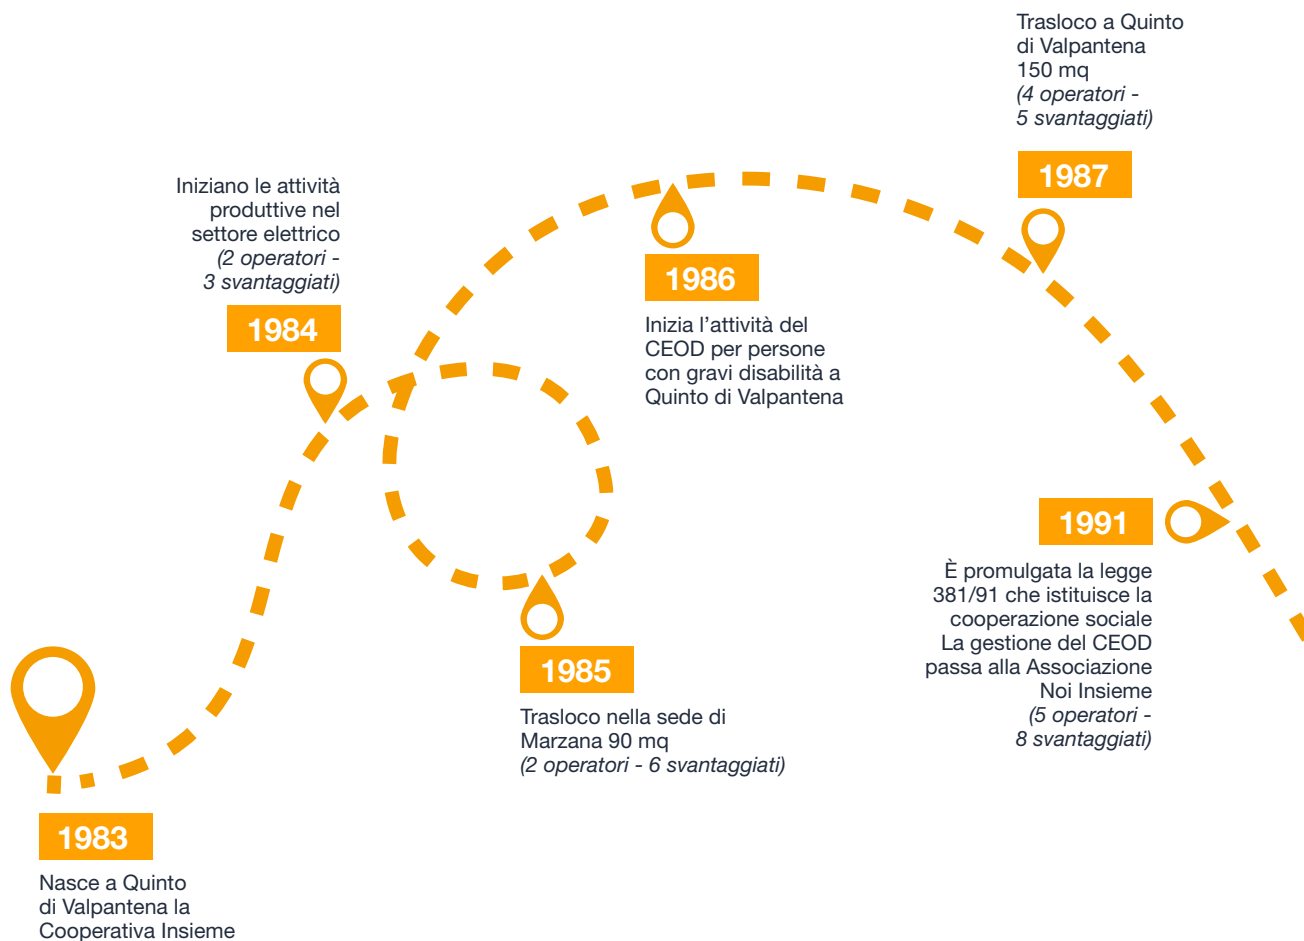 1983
Nasce a Quinto
di Valpantena la
Cooperativa Insieme
Iniziano le attività
produttive nel
settore elettrico
(2 operatori -
3 svantaggiati)
1984
1985
Trasloco nella sede di
Marzana 90 mq
(2 operatori - 6 svantaggiati)
1986
Inizia l’attività del
CEOD per persone
con gravi disabilità a
Quinto di Valpantena
Trasloco a Quinto
di Valpantena
150 mq
(4 operatori -
5 svantaggiati)
1987
1991
È promulgata la legge
381/91 che istituisce la
cooperazione sociale
La gestione del CEOD
passa alla Associazione
Noi Insieme
(5 operatori -
8 svantaggiati)